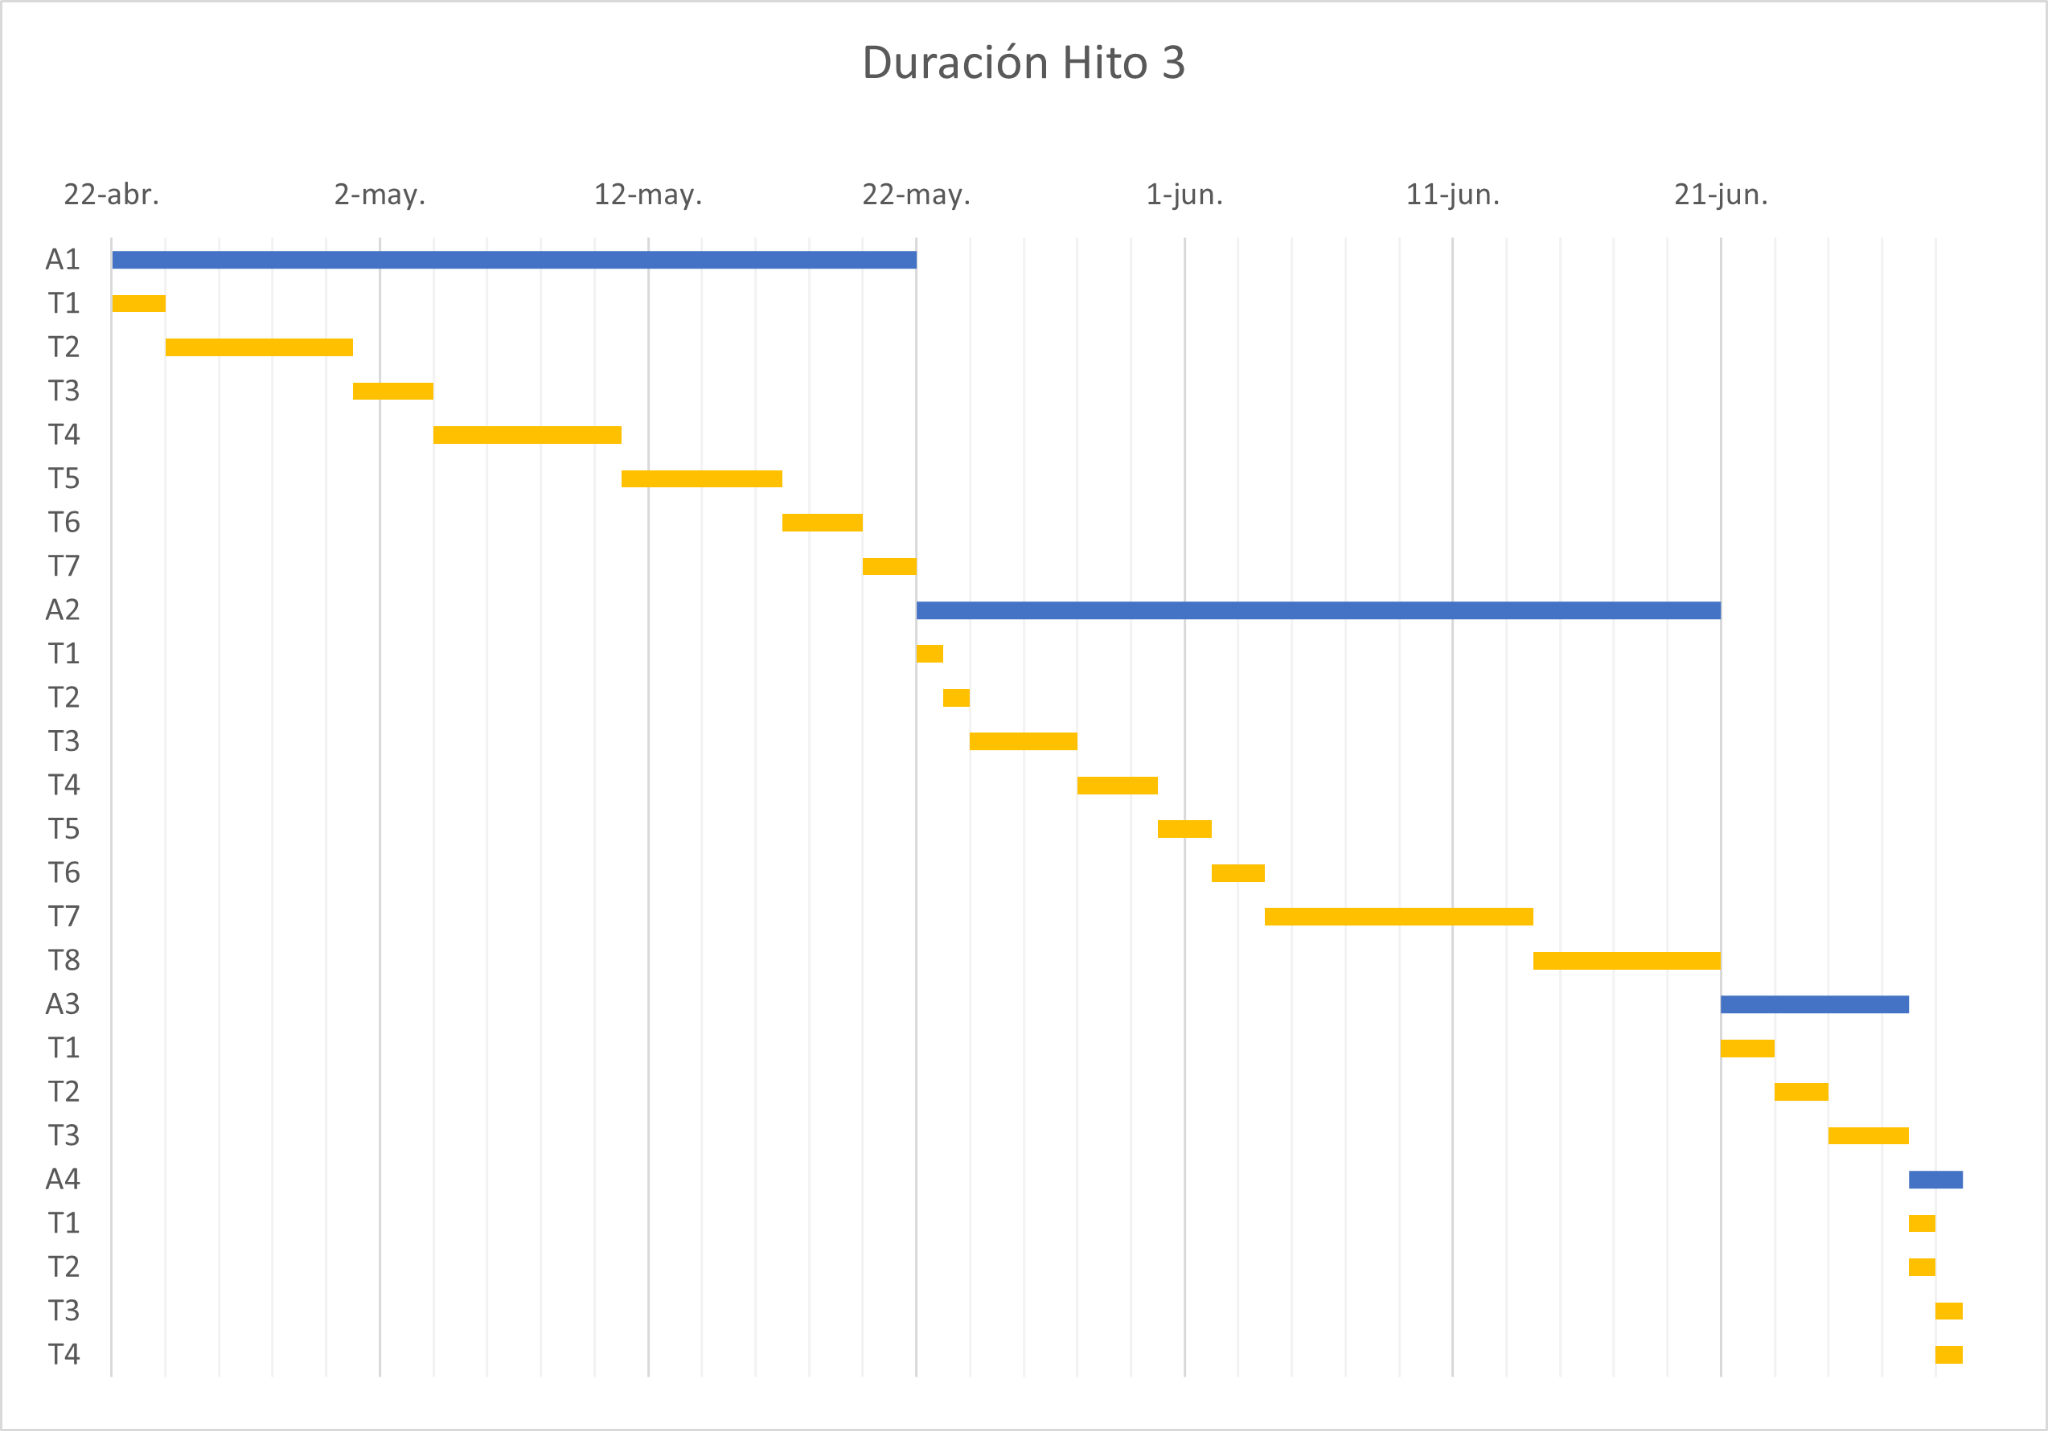 Duración Hito 3
22-abr. 2-may. 12-may. 22-may. 1-jun. 11-jun. 21-jun.
A1
T1
T2
T3
T4
T5
T6
T7
A2
T1
T2
T3
T4
T5
T6
T7
T8
A3
T1
T2
T3
A4
T1
T2
T3
T4